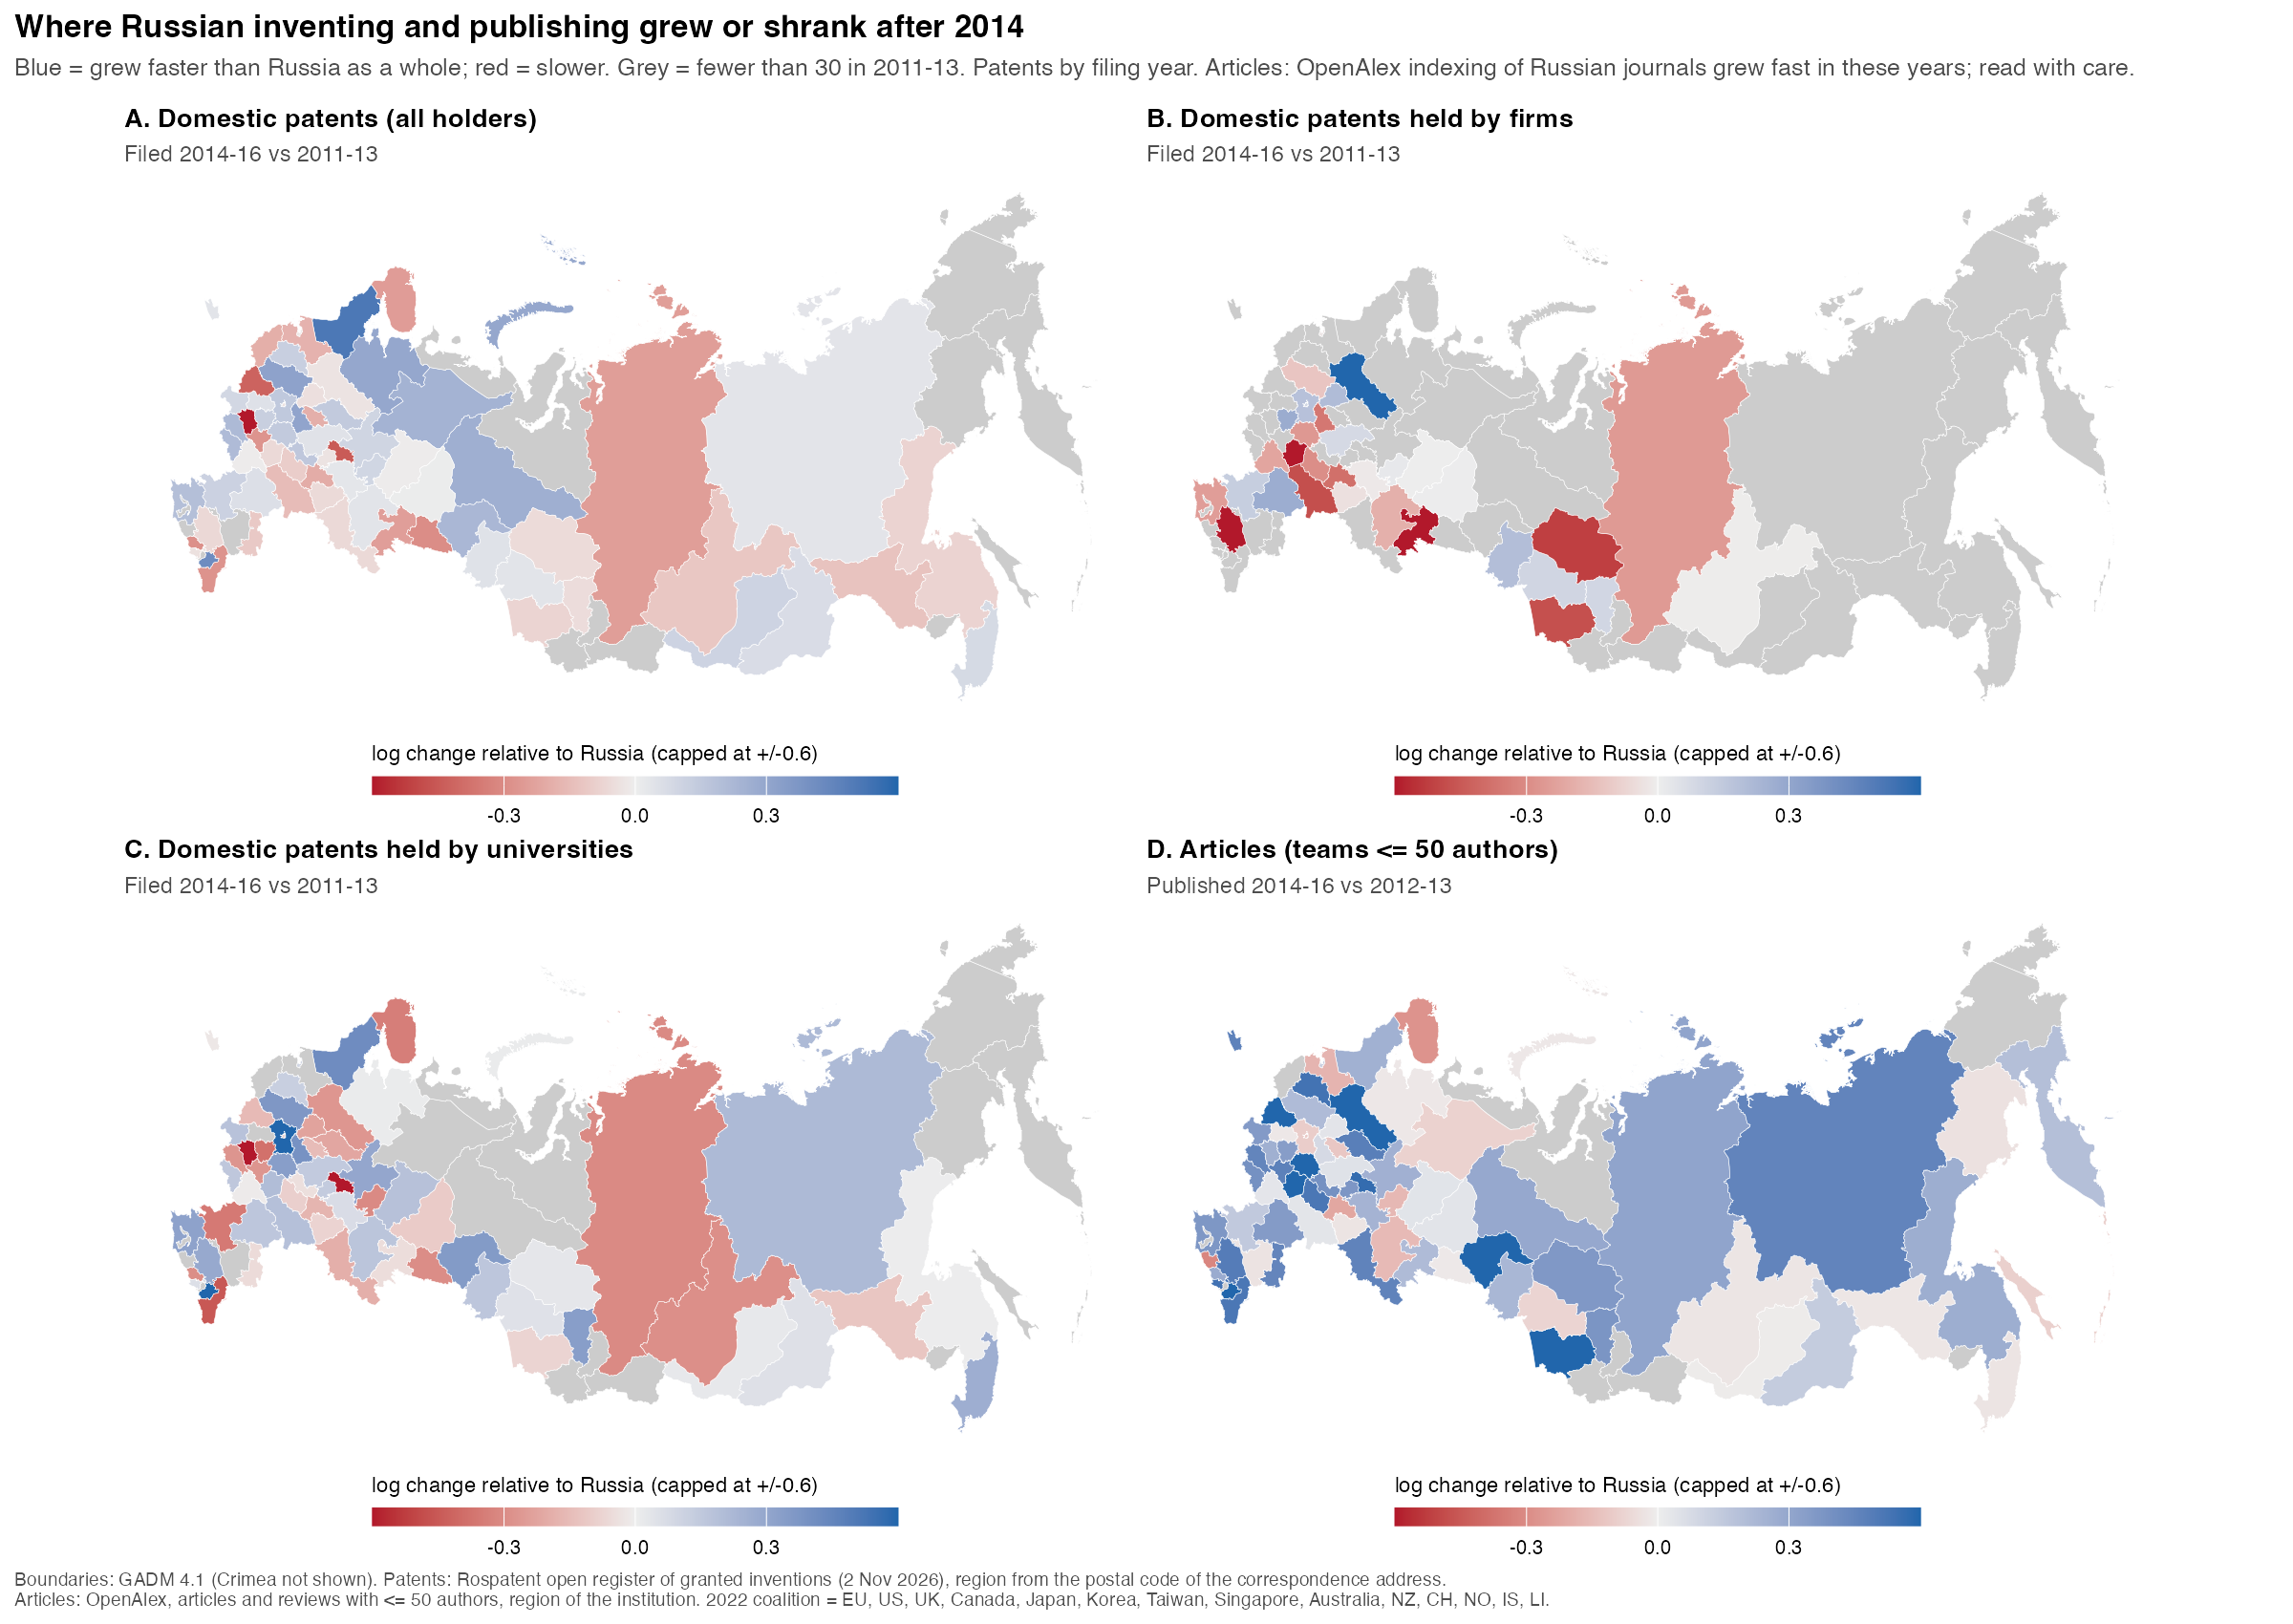 Where Russian inventing and publishing grew or shrank after 2014
Blue = grew faster than Russia as a whole; red = slower. Grey = fewer than 30 in 2011-13. Patents by filing year. Articles: OpenAlex indexing of Russian journals grew fast in these years; read with care.
A. Domestic patents (all holders)
Filed 2014-16 vs 2011-13
log change relative to Russia (capped at +/-0.6)
-0.3 0.0 0.3
B. Domestic patents held by firms
Filed 2014-16 vs 2011-13
log change relative to Russia (capped at +/-0.6)
-0.3 0.0 0.3
C. Domestic patents held by universities
Filed 2014-16 vs 2011-13
log change relative to Russia (capped at +/-0.6)
-0.3 0.0 0.3
D. Articles (teams <= 50 authors)
Published 2014-16 vs 2012-13
log change relative to Russia (capped at +/-0.6)
-0.3 0.0 0.3
Boundaries: GADM 4.1 (Crimea not shown). Patents: Rospatent open register of granted inventions (2 Nov 2026), region from the postal code of the correspondence address.
Articles: OpenAlex, articles and reviews with <= 50 authors, region of the institution. 2022 coalition = EU, US, UK, Canada, Japan, Korea, Taiwan, Singapore, Australia, NZ, CH, NO, IS, LI.